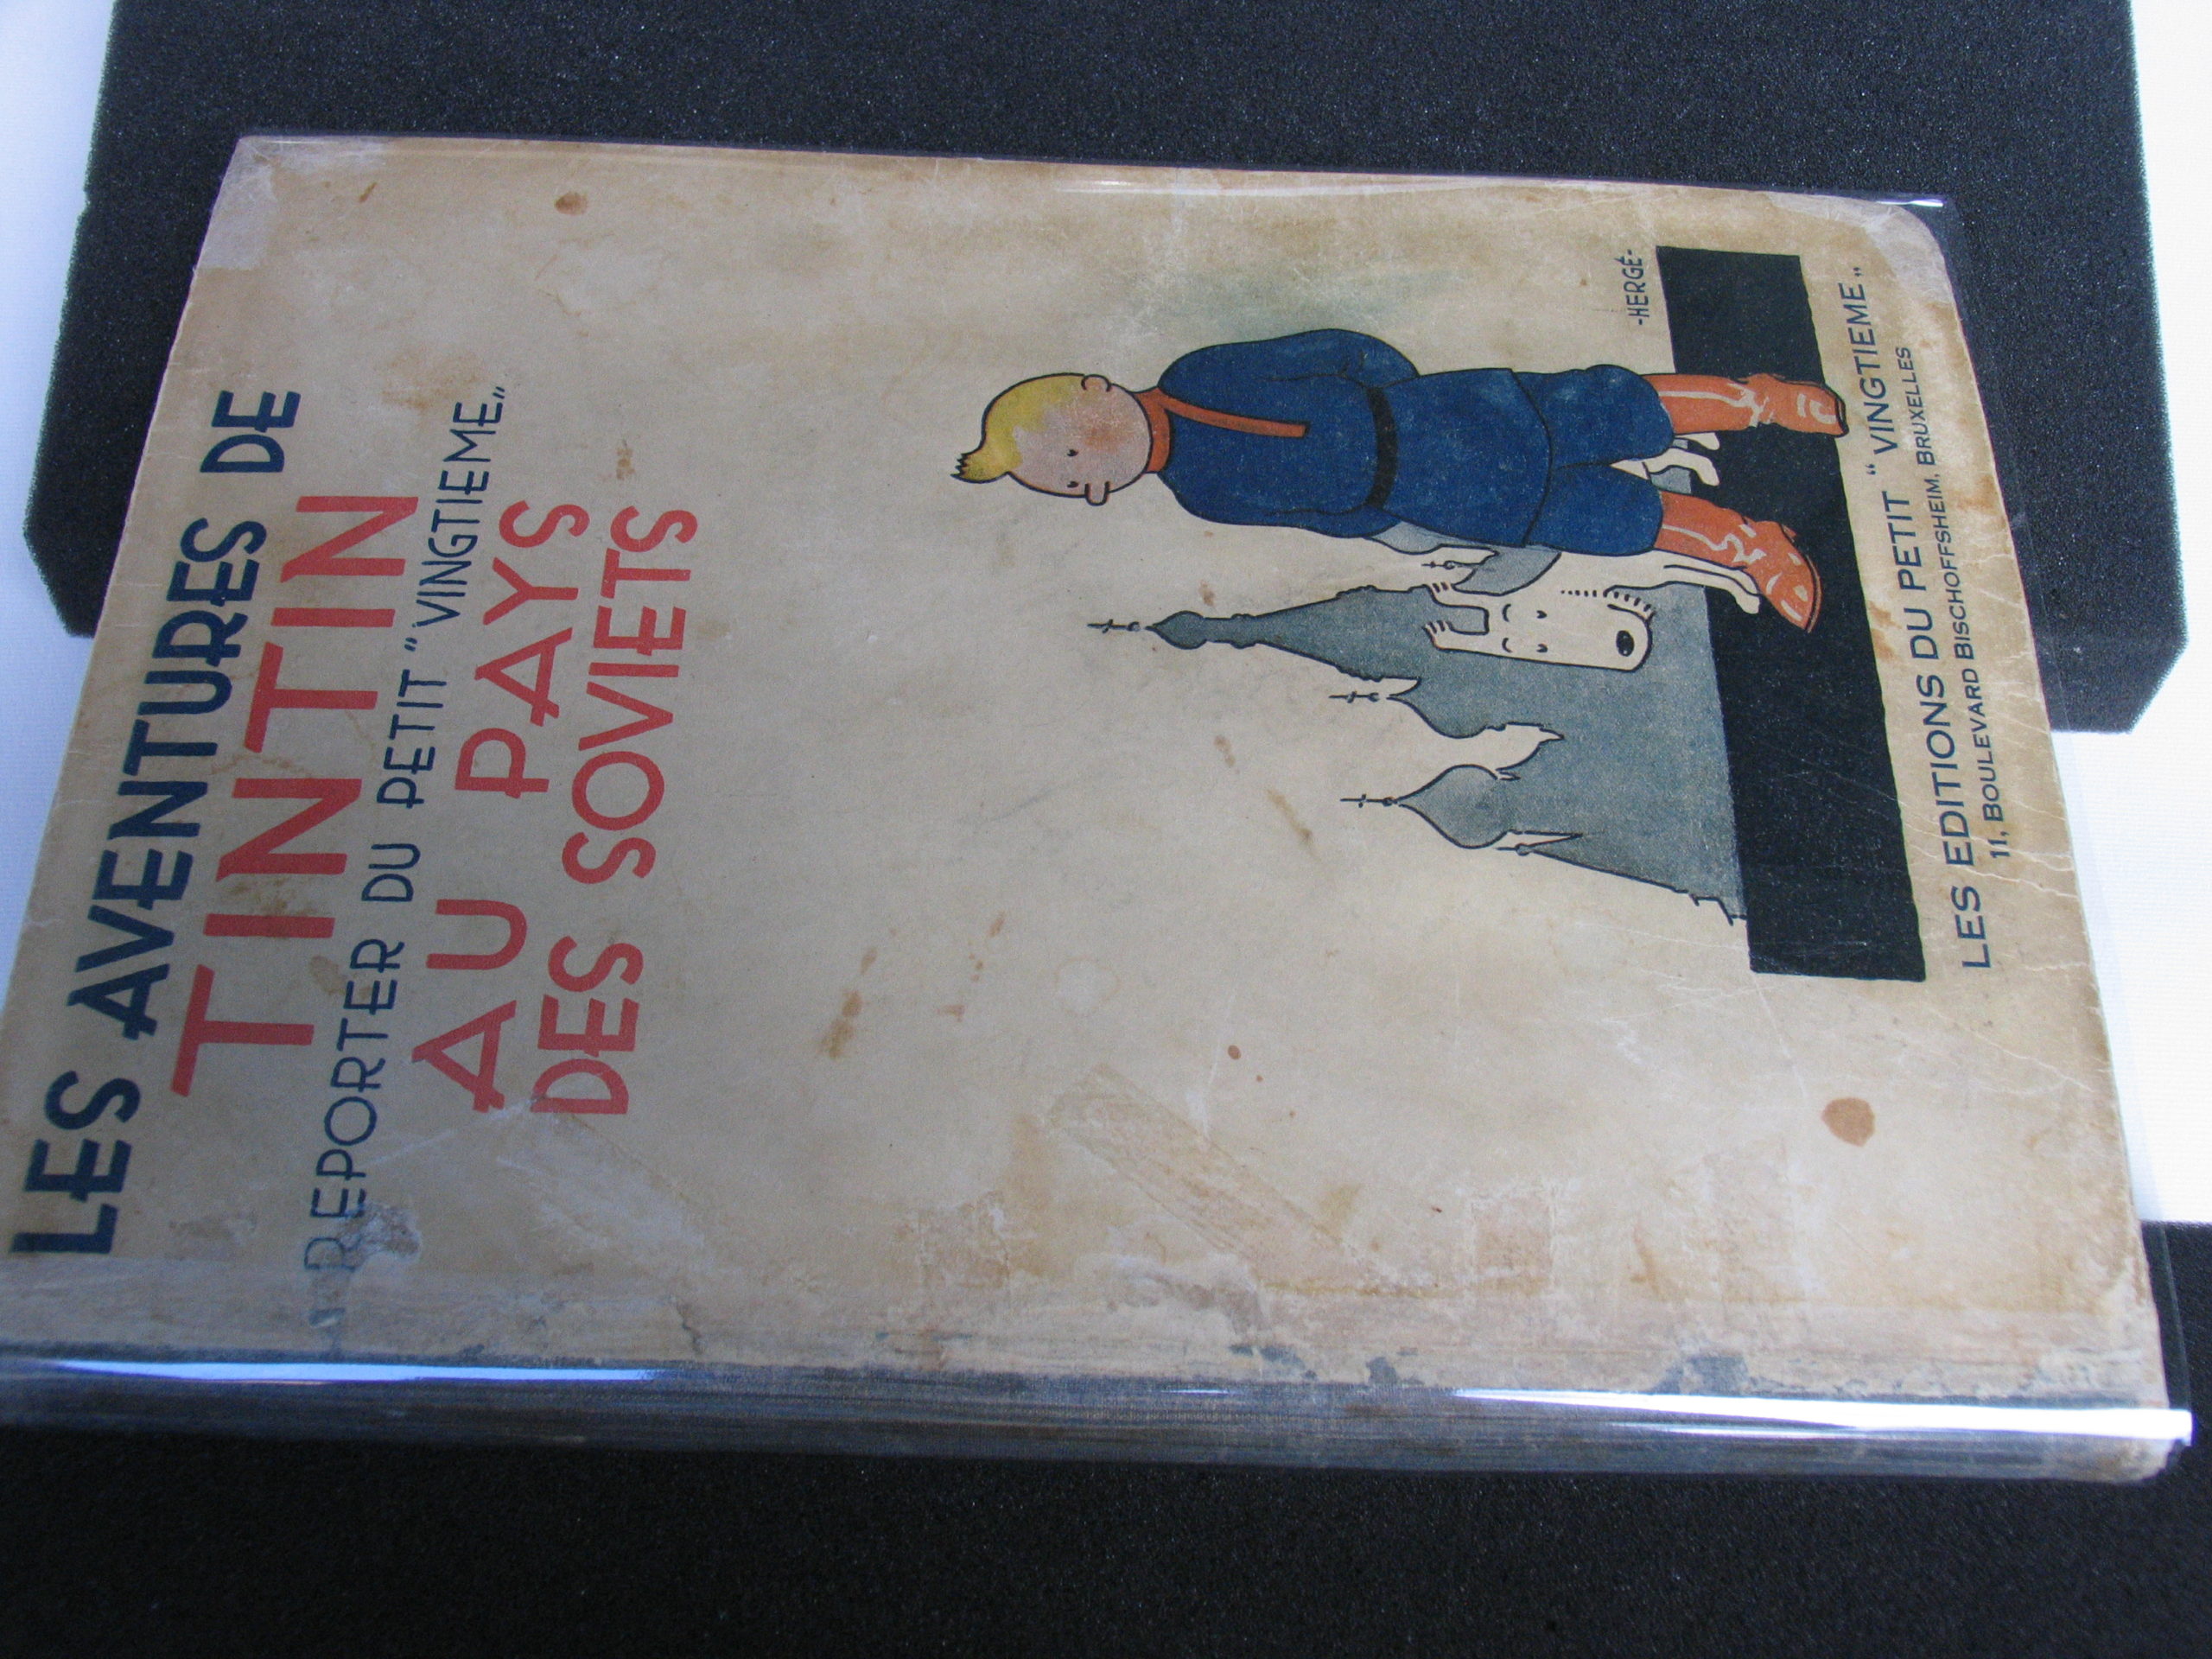 LES AVENTURES DE
TINTIN
REPORTER DU PETIT "VINGTIEME"
AU PAYS
DES SOVIETS
-HERGÉ-
LES EDITIONS DU PETIT "VINGTIEME"
11, BOULEVARD BISCHOFFSHEIM, BRUXELLES